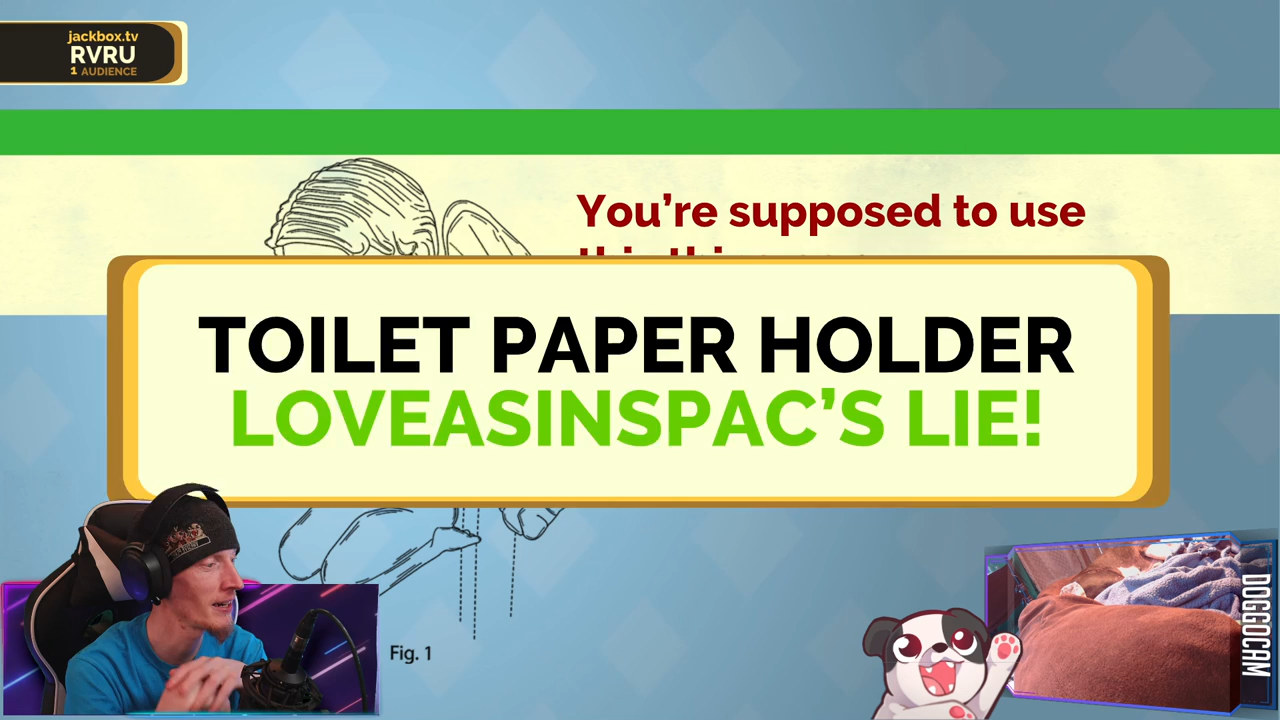 jackbox.tv
RVRU
1 AUDIENCE
You're supposed to use
TOILET PAPER HOLDER
LOVEASINSPAC'S LIE!
Fig. 1
DOGGOCAM